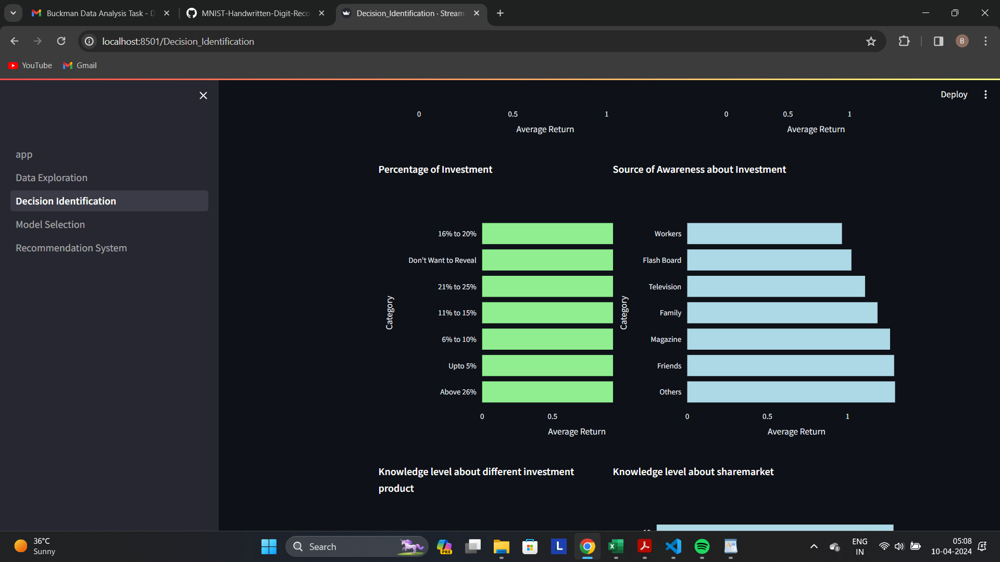 Buckman Data Analysis Task - D
MNIST-Handwritten-Digit-Reco
Decision_Identification · Stream
localhost:8501/Decision_Identification
B
YouTube
Gmail
Deploy
app
Data Exploration
Decision Identification
Model Selection
Recommendation System
0 0.5 1
Average Return
0 0.5 1
Average Return
Percentage of Investment
Category
16% to 20%
Don't Want to Reveal
21% to 25%
11% to 15%
6% to 10%
Upto 5%
Above 26%
0 0.5
Average Return
Source of Awareness about Investment
Category
Workers
Flash Board
Television
Family
Magazine
Friends
Others
0 0.5 1
Average Return
Knowledge level about different investment
product
Knowledge level about sharemarket
36°C
Sunny
Search
PRE
L
ENG
IN
05:08
10-04-2024